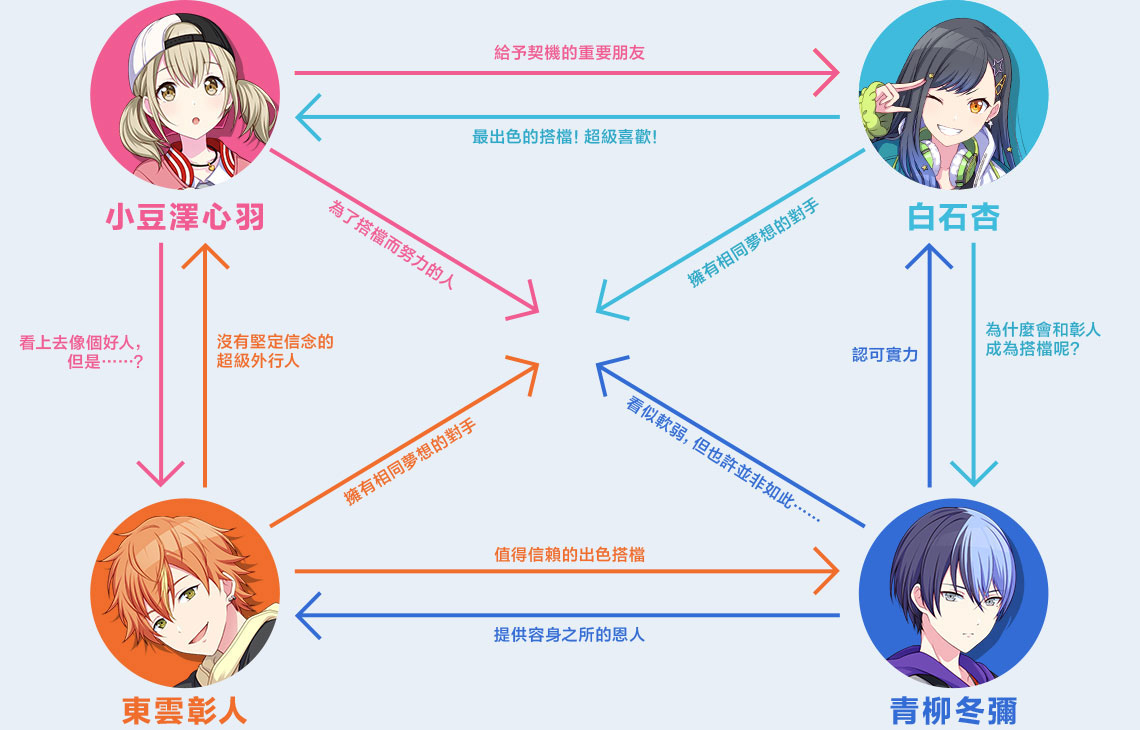 給予契機的重要朋友
最出色的搭檔！超級喜歡！
小豆澤心羽
白石杏
為了搭檔而努力的人
擁有相同夢想的對手
看上去像個好人，
但是⋯⋯？
沒有堅定信念的
超級外行人
認可實力
為什麼會和彰人
成為搭檔呢？
擁有相同夢想的對手
看似軟弱，但也許並非如此⋯⋯
值得信賴的出色搭檔
提供容身之所的恩人
東雲彰人
青柳冬彌